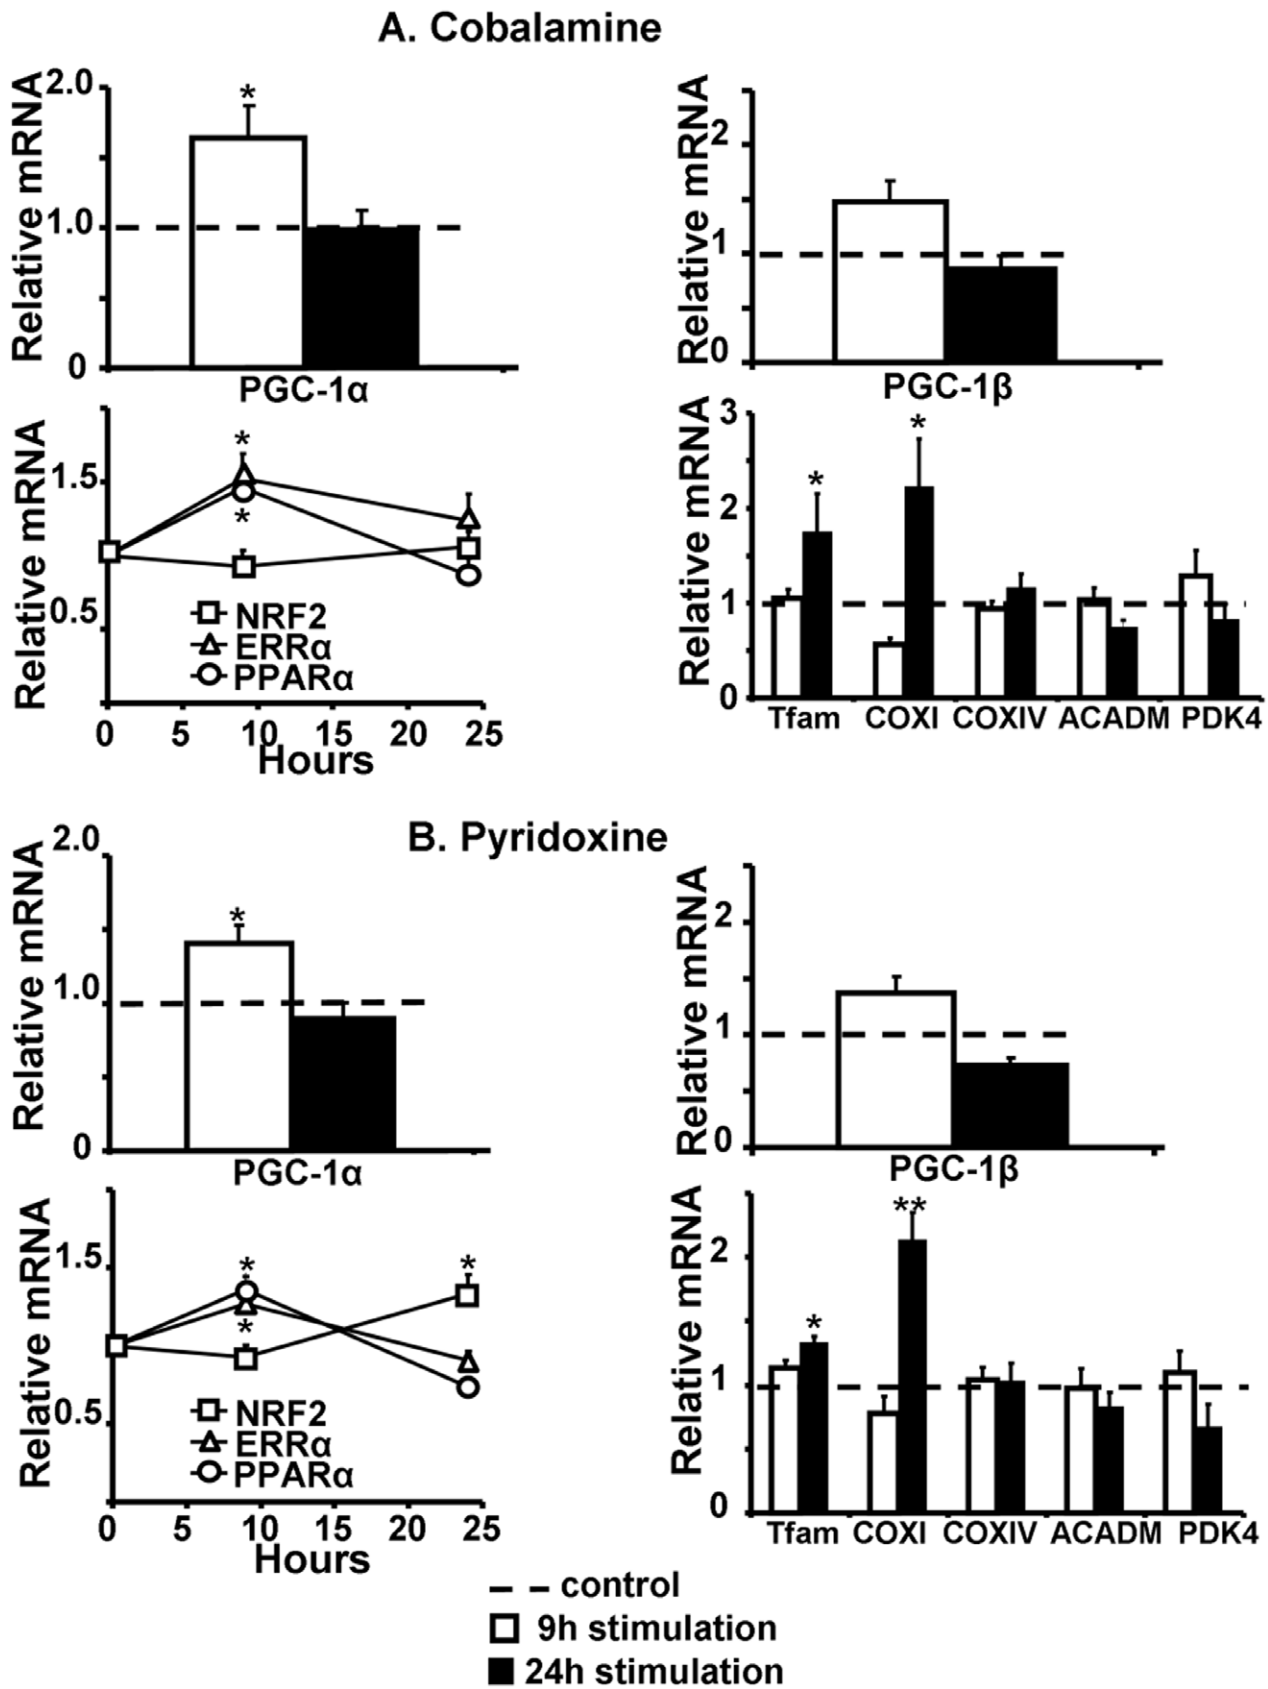 A. Cobalamine
Relative mRNA
2.0
*
1.0
0
PGC-1α
Relative mRNA
2
1
0
PGC-1β
Relative mRNA
1.5
0.5
*
*
NRF2
ERRα
PPARα
0 5 10 15 20 25
Hours
Relative mRNA
3
2
1
0
*
*
Tfam COXI COXIV ACADM PDK4
B. Pyridoxine
Relative mRNA
2.0
*
1.0
0
PGC-1α
Relative mRNA
2
1
0
PGC-1β
Relative mRNA
1.5
0.5
*
*
*
NRF2
ERRα
PPARα
0 5 10 15 20 25
Hours
Relative mRNA
2
1
0
*
**
Tfam COXI COXIV ACADM PDK4
control
9h stimulation
24h stimulation